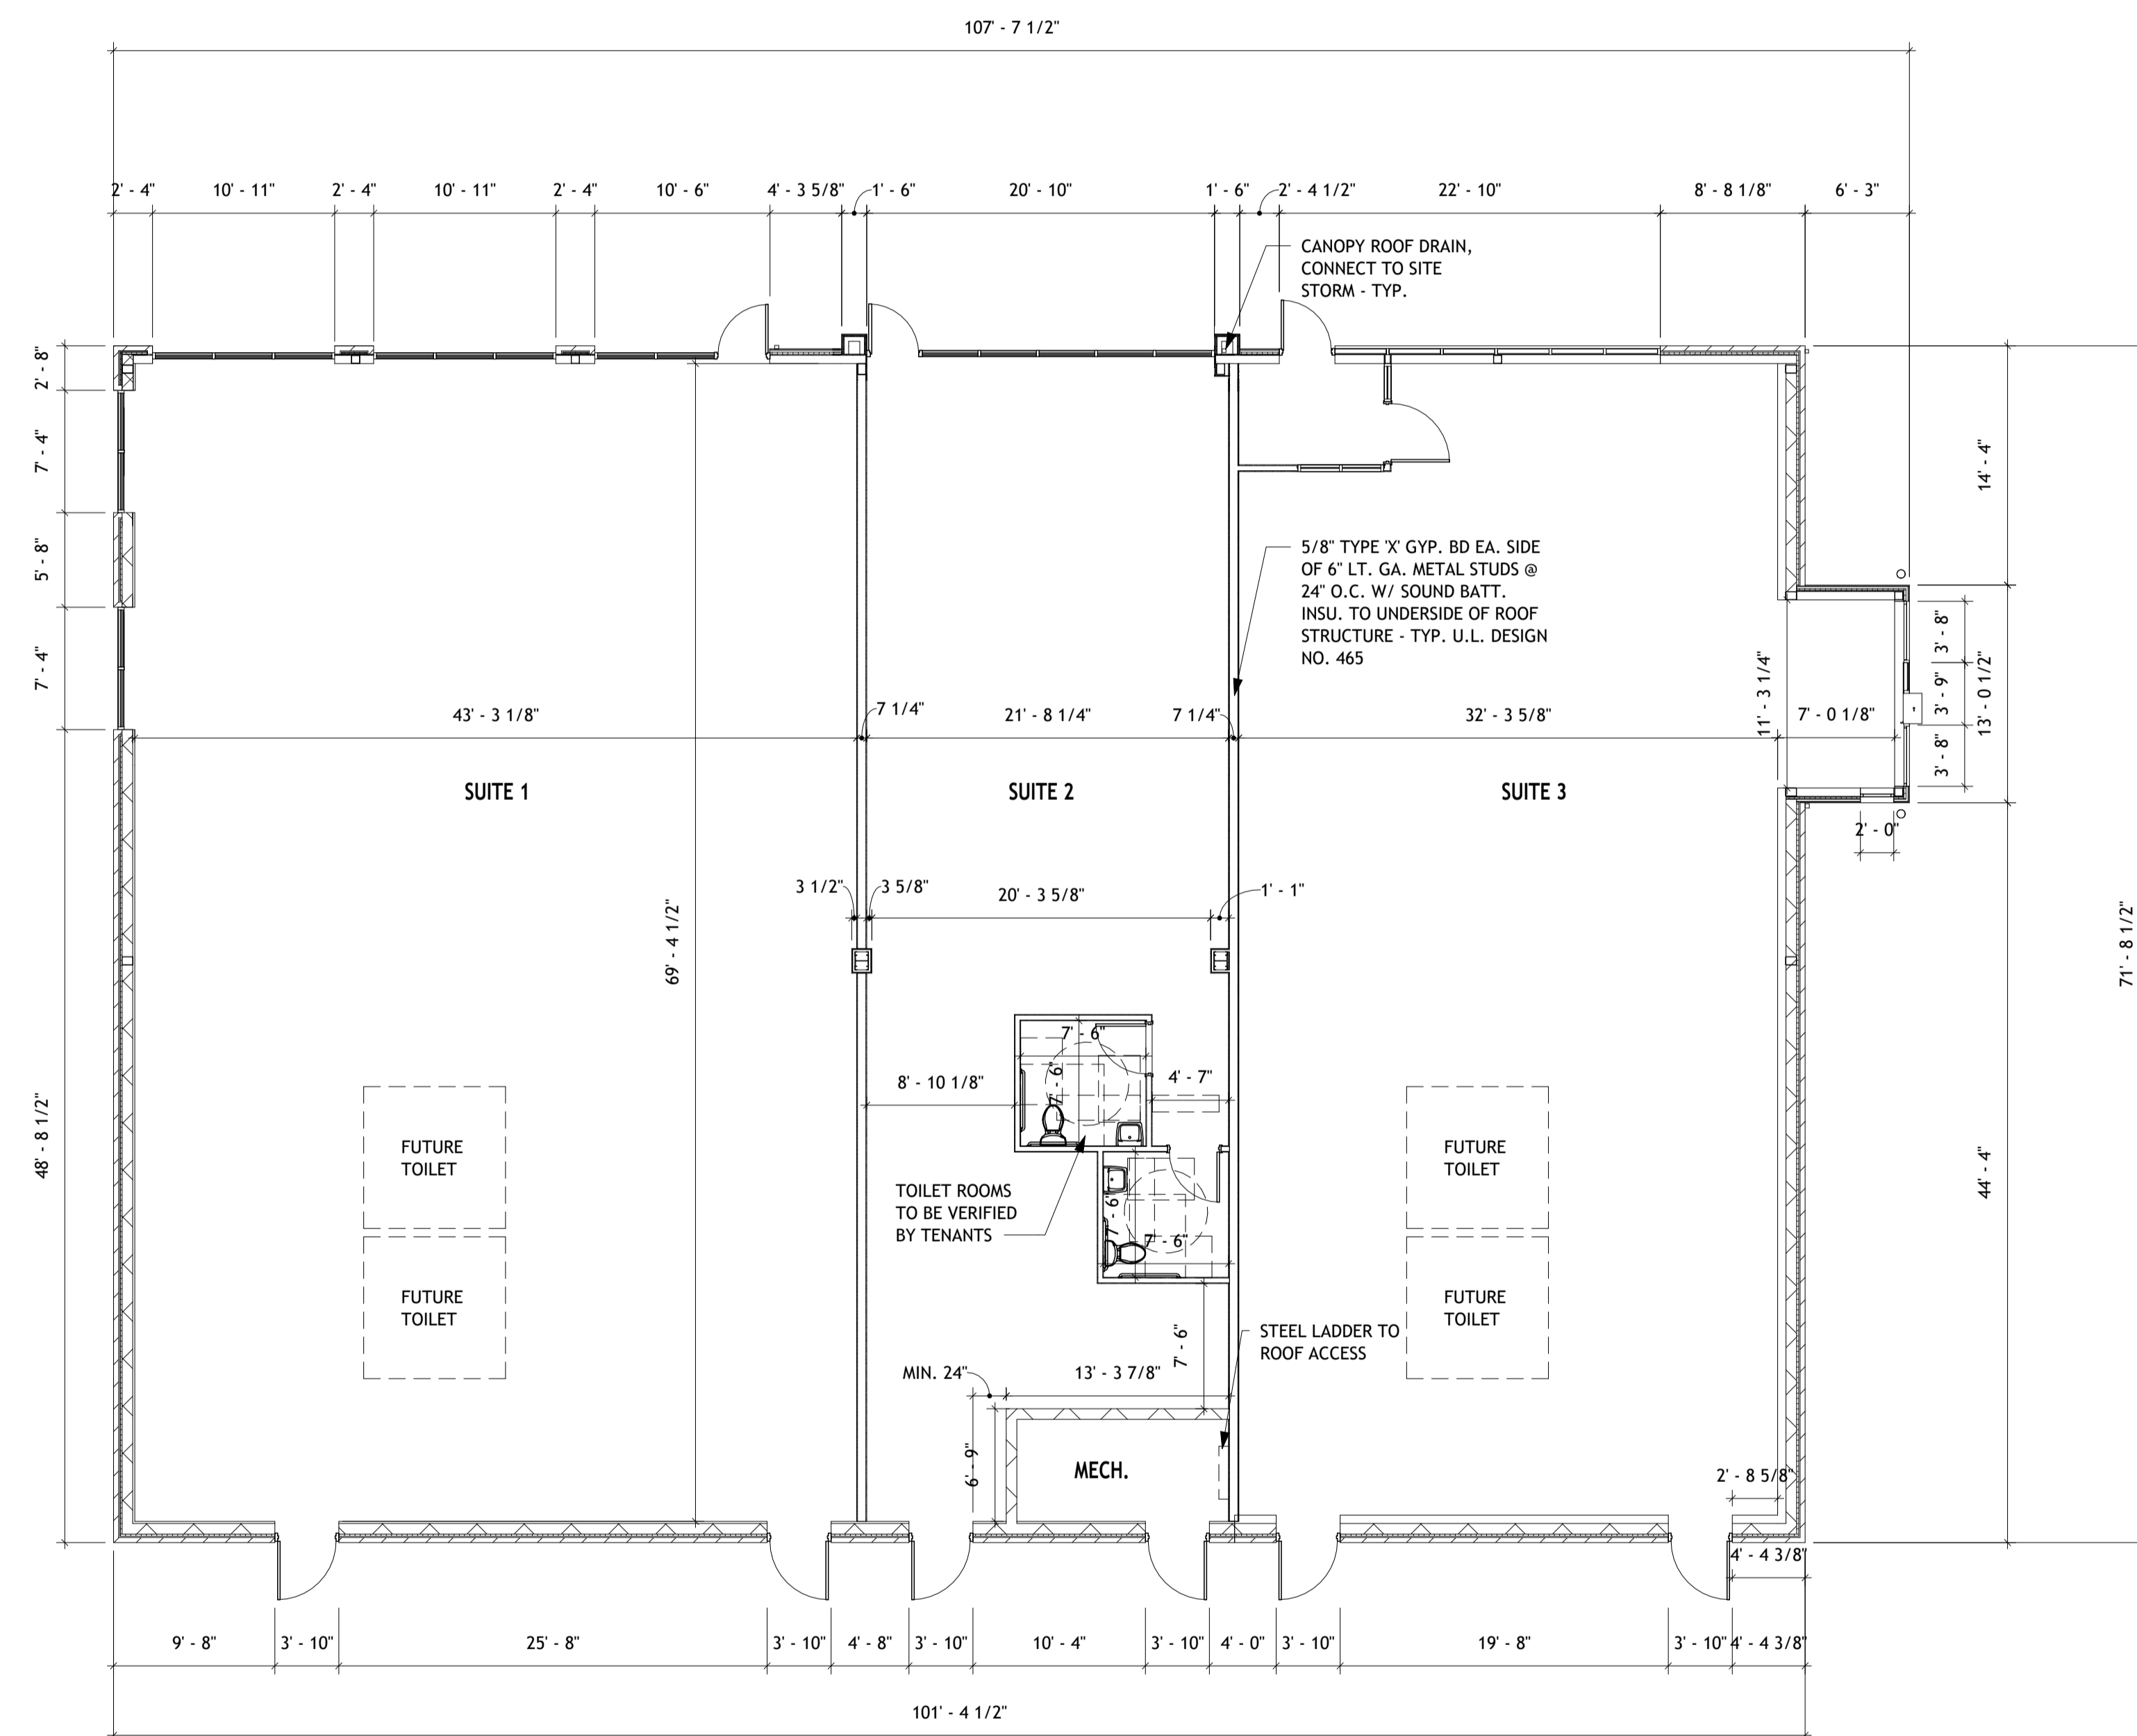 107' - 7 1/2"
2' - 4"
10' - 11"
2' - 4"
10' - 11"
2' - 4"
10' - 6"
4' - 3 5/8"
1' - 6"
20' - 10"
1' - 6"
2' - 4 1/2"
22' - 10"
8' - 8 1/8"
6' - 3"
CANOPY ROOF DRAIN,
CONNECT TO SITE
STORM - TYP.
2' - 8"
7' - 4"
5' - 8"
7' - 4"
48' - 8 1/2"
14' - 4"
5/8" TYPE 'X' GYP. BD EA. SIDE
OF 6" LT. GA. METAL STUDS @
24" O.C. W/ SOUND BATT.
INSU. TO UNDERSIDE OF ROOF
STRUCTURE - TYP. U.L. DESIGN
NO. 465
43' - 3 1/8"
7 1/4"
21' - 8 1/4"
7 1/4"
32' - 3 5/8"
11' - 3 1/4"
7' - 0 1/8"
3' - 8"
3' - 9"
3' - 8"
13' - 0 1/2"
SUITE 1
SUITE 2
SUITE 3
2' - 0"
3 1/2"
3 5/8"
20' - 3 5/8"
1' - 1"
69' - 4 1/2"
71' - 8 1/2"
7' - 6"
7' - 6"
8' - 10 1/8"
4' - 7"
FUTURE
TOILET
FUTURE
TOILET
44' - 4"
TOILET ROOMS
TO BE VERIFIED
BY TENANTS
7' - 6"
7' - 6"
FUTURE
TOILET
FUTURE
TOILET
STEEL LADDER TO
ROOF ACCESS
7' - 6"
MIN. 24"
13' - 3 7/8"
6' - 9"
MECH.
2' - 8 5/8"
4' - 4 3/8"
9' - 8"
3' - 10"
25' - 8"
3' - 10"
4' - 8"
3' - 10"
10' - 4"
3' - 10"
4' - 0"
3' - 10"
19' - 8"
3' - 10"
4' - 4 3/8"
101' - 4 1/2"